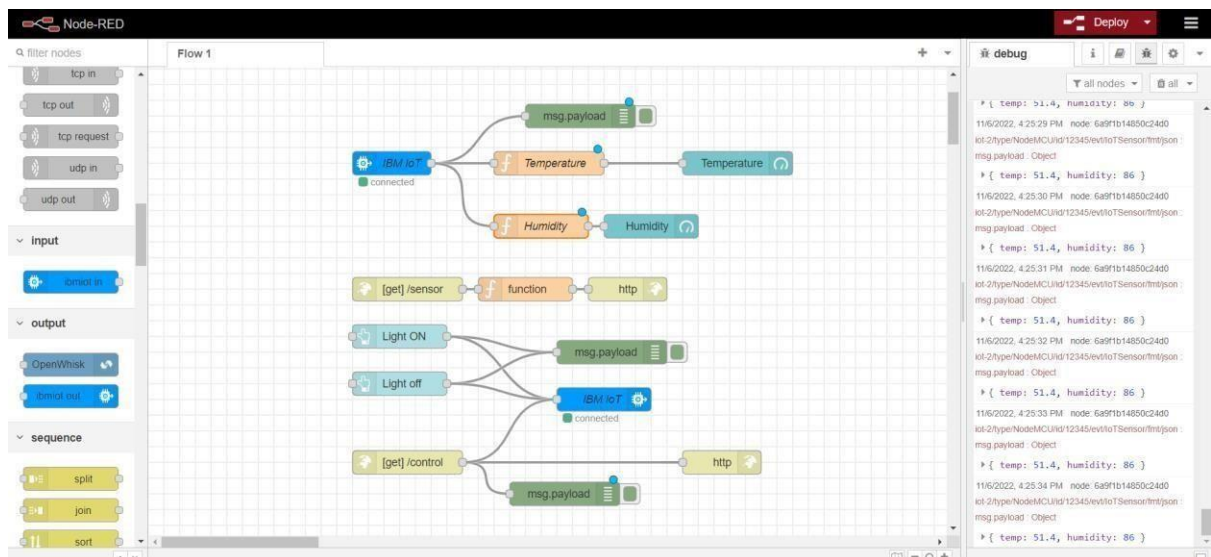 Node-RED
Deploy
filter nodes
tcp in
tcp out
tcp request
udp in
udp out
input
ibmiot in
output
OpenWhisk
ibmiot out
sequence
split
join
sort
Flow 1
msg.payload
IBM IoT
connected
Temperature
Temperature
Humidity
Humidity
[get] /sensor
function
http
Light ON
msg.payload
Light off
IBM IoT
connected
[get] /control
http
msg.payload
debug
i
all nodes
all
{ temp: 51.4, humidity: 86 }
11/6/2022, 4:25:29 PM node: 6a9f1b14850c24d0
iot-2/type/NodeMCU/id/12345/evt/IoTSensor/fmt/json :
msg.payload : Object
{ temp: 51.4, humidity: 86 }
11/6/2022, 4:25:30 PM node: 6a9f1b14850c24d0
iot-2/type/NodeMCU/id/12345/evt/IoTSensor/fmt/json :
msg.payload : Object
{ temp: 51.4, humidity: 86 }
11/6/2022, 4:25:31 PM node: 6a9f1b14850c24d0
iot-2/type/NodeMCU/id/12345/evt/IoTSensor/fmt/json :
msg.payload : Object
{ temp: 51.4, humidity: 86 }
11/6/2022, 4:25:32 PM node: 6a9f1b14850c24d0
iot-2/type/NodeMCU/id/12345/evt/IoTSensor/fmt/json :
msg.payload : Object
{ temp: 51.4, humidity: 86 }
11/6/2022, 4:25:33 PM node: 6a9f1b14850c24d0
iot-2/type/NodeMCU/id/12345/evt/IoTSensor/fmt/json :
msg.payload : Object
{ temp: 51.4, humidity: 86 }
11/6/2022, 4:25:34 PM node: 6a9f1b14850c24d0
iot-2/type/NodeMCU/id/12345/evt/IoTSensor/fmt/json :
msg.payload : Object
{ temp: 51.4, humidity: 86 }